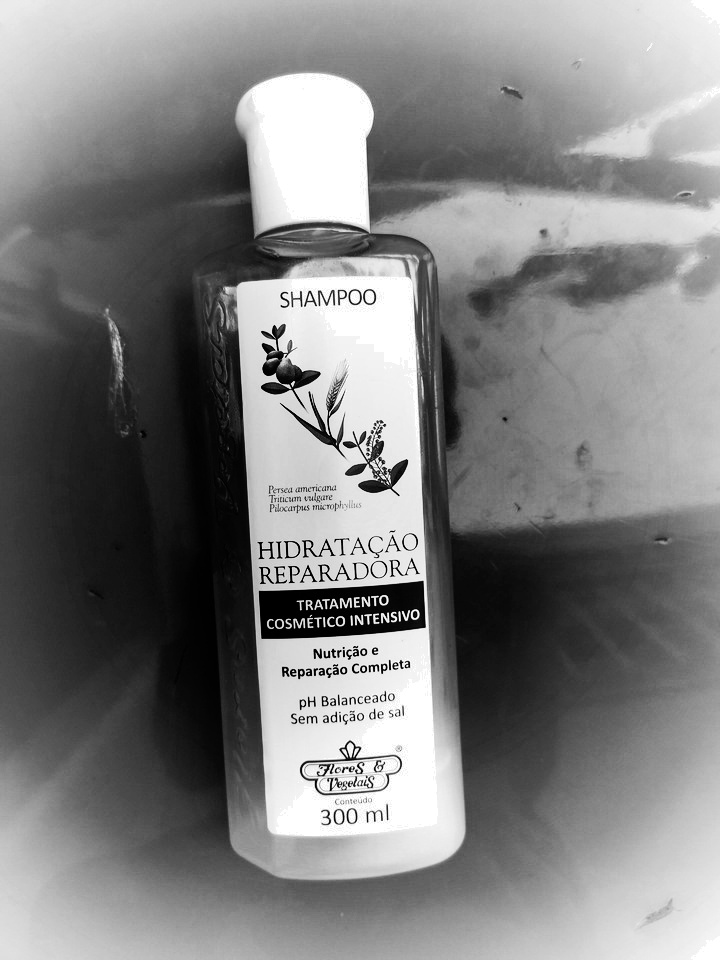 SHAMPOO
Persea americana
Triticum vulgare
Pilocarpus microphyllus
HIDRATAÇÃO
REPARADORA
TRATAMENTO
COSMÉTICO INTENSIVO
Nutrição e
Reparação Completa
pH Balanceado
Sem adição de sal
Flores &
Vegetais
®
Conteúdo
300 ml